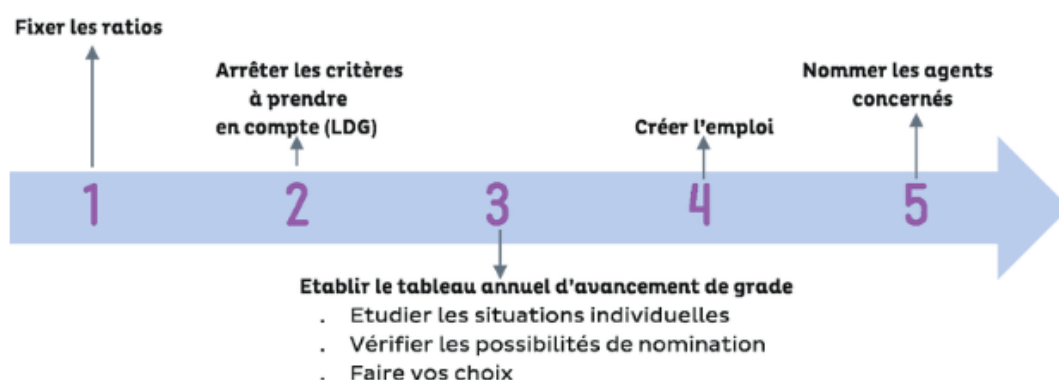 Fixer les ratios
Arrêter les critères
à prendre
en compte (LDG)
Créer l'emploi
Nommer les agents
concernés
1
2
3
4
5
Etablir le tableau annuel d'avancement de grade
. Etudier les situations individuelles
. Vérifier les possibilités de nomination
. Faire vos choix